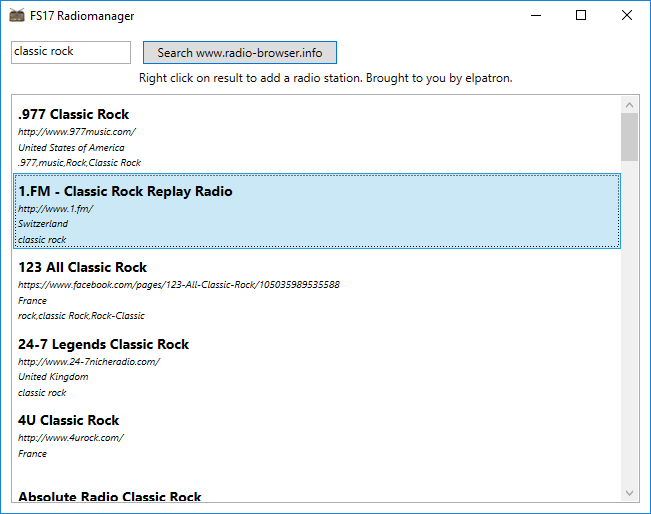 FS17 Radiomanager
classic rock
Search www.radio-browser.info
Right click on result to add a radio station. Brought to you by elpatron.
.977 Classic Rock
http://www.977music.com/
United States of America
.977,music,Rock,Classic Rock
1.FM - Classic Rock Replay Radio
http://www.1.fm/
Switzerland
classic rock
123 All Classic Rock
https://www.facebook.com/pages/123-All-Classic-Rock/105035989535588
France
rock,classic Rock,Rock-Classic
24-7 Legends Classic Rock
http://www.24-7nicheradio.com/
United Kingdom
classic rock
4U Classic Rock
http://www.4urock.com/
France
Absolute Radio Classic Rock